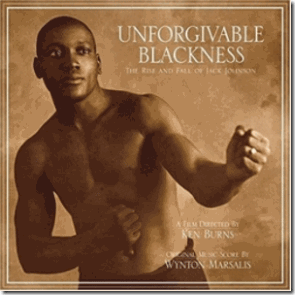 UNFORGIVABLE
BLACKNESS
THE RISE AND FALL OF JACK JOHNSON
A FILM DIRECTED BY
KEN BURNS
ORIGINAL MUSIC SCORE BY
WYNTON MARSALIS